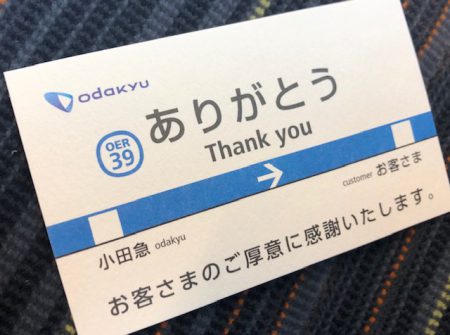 odakyu
ありがとう
OER
39
Thank you
customer お客さま
小田急 odakyu
お客さまのご厚意に感謝いたします。